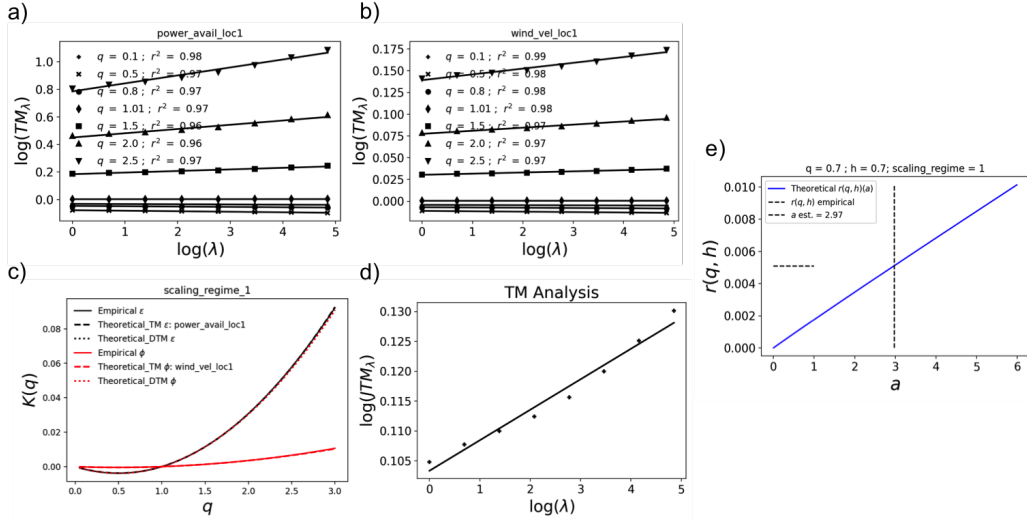 a)
power_avail_loc1
log(TM_λ)
1.0
0.8
0.6
0.4
0.2
0.0
q = 0.1 ; r² = 0.98
q = 0.5 ; r² = 0.97
q = 0.8 ; r² = 0.97
q = 1.01 ; r² = 0.97
q = 1.5 ; r² = 0.96
q = 2.0 ; r² = 0.96
q = 2.5 ; r² = 0.97
0 1 2 3 4 5
log(λ)
b)
wind_vel_loc1
log(TM_λ)
0.175
0.150
0.125
0.100
0.075
0.050
0.025
0.000
q = 0.1 ; r² = 0.99
q = 0.5 ; r² = 0.98
q = 0.8 ; r² = 0.98
q = 1.01 ; r² = 0.98
q = 1.5 ; r² = 0.97
q = 2.0 ; r² = 0.97
q = 2.5 ; r² = 0.97
0 1 2 3 4 5
log(λ)
c)
scaling_regime_1
K(q)
0.08
0.06
0.04
0.02
0.00
Empirical ε
Theoretical_TM ε: power_avail_loc1
Theoretical_DTM ε
Empirical ϕ
Theoretical_TM ϕ: wind_vel_loc1
Theoretical_DTM ϕ
0.0 0.5 1.0 1.5 2.0 2.5 3.0
q
d)
TM Analysis
log(JTM_λ)
0.130
0.125
0.120
0.115
0.110
0.105
0 1 2 3 4 5
log(λ)
e)
q = 0.7 ; h = 0.7; scaling_regime = 1
r(q, h)
0.010
0.008
0.006
0.004
0.002
0.000
Theoretical r(q, h)(a)
r(q, h) empirical
a est. = 2.97
0 1 2 3 4 5 6
a